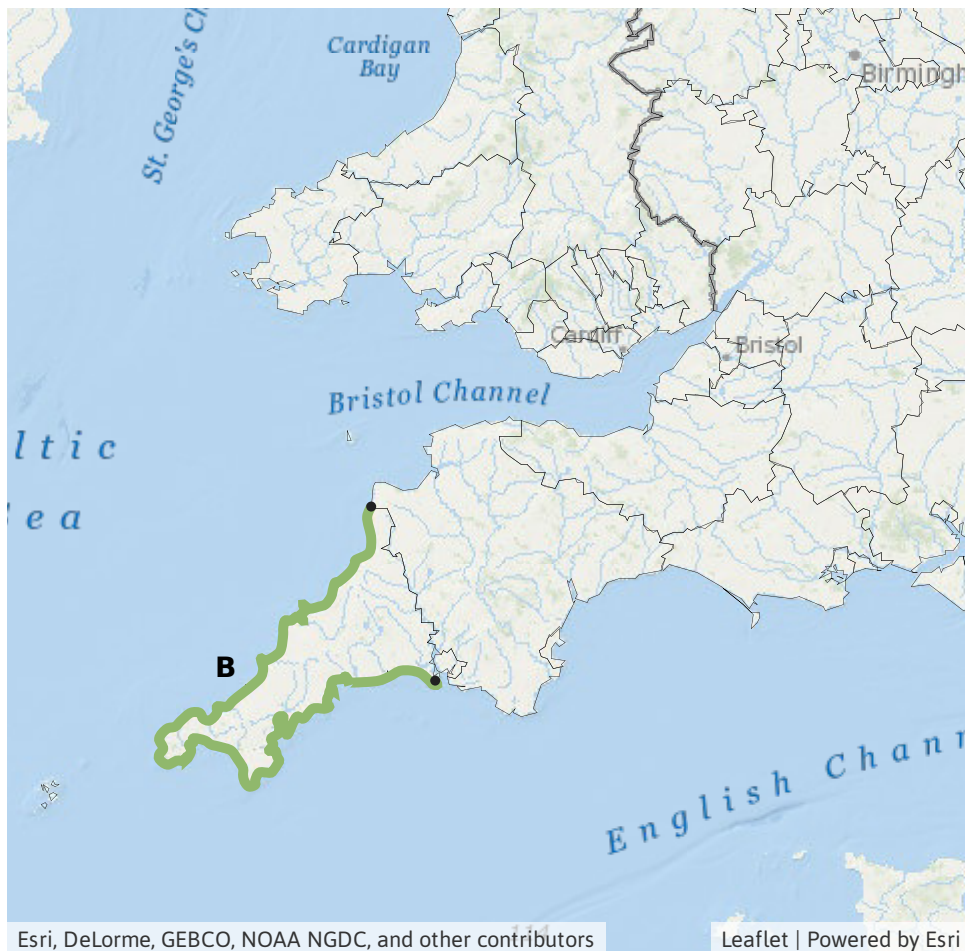 St. George's Ch
Cardigan
Bay
Birmingh
Cardiff
Bristol
Bristol Channel
ltic
ea
B
English Chann
Esri, DeLorme, GEBCO, NOAA NGDC, and other contributors
Leaflet | Powered by Esri